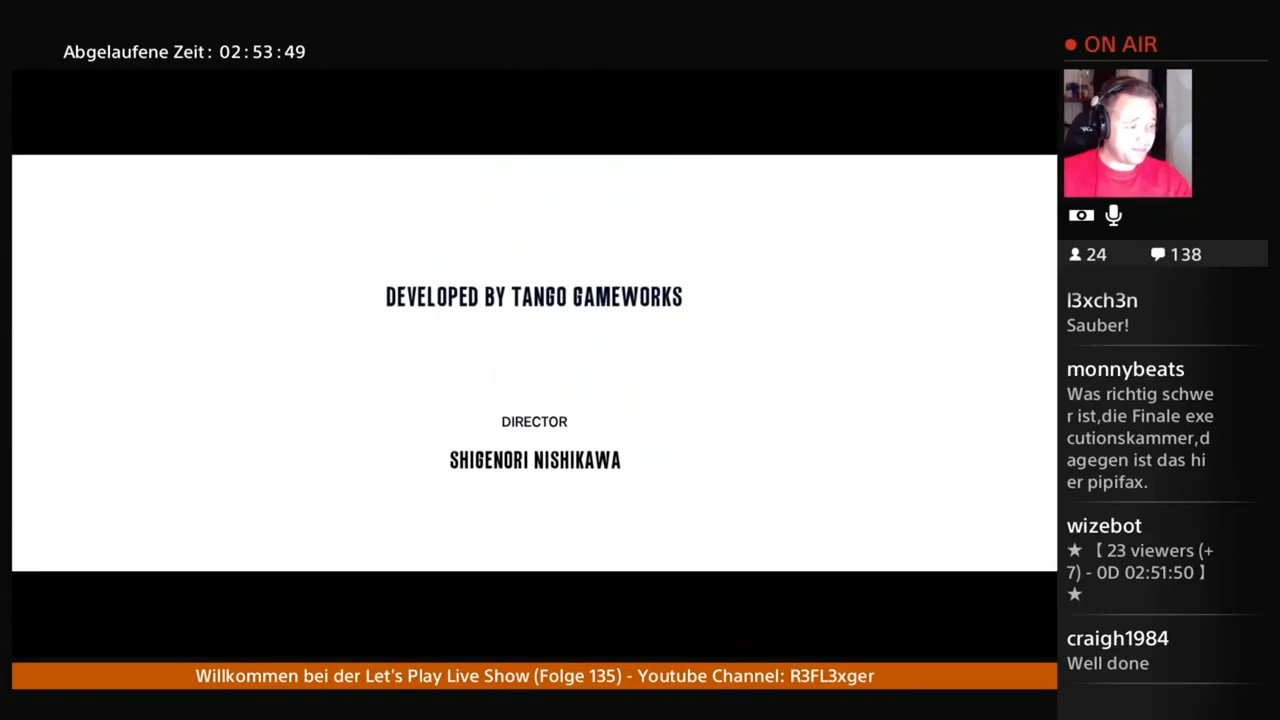 Abgelaufene Zeit: 02:53:49
ON AIR
24 138
DEVELOPED BY TANGO GAMEWORKS
DIRECTOR
SHIGENORI NISHIKAWA
l3xch3n
Sauber!
monnybeats
Was richtig schwe
r ist,die Finale exe
cutionskammer,d
agegen ist das hi
er pipifax.
wizebot
★ 【 23 viewers (+
7) - 0D 02:51:50 】
★
craigh1984
Well done
Willkommen bei der Let's Play Live Show (Folge 135) - Youtube Channel: R3FL3xger